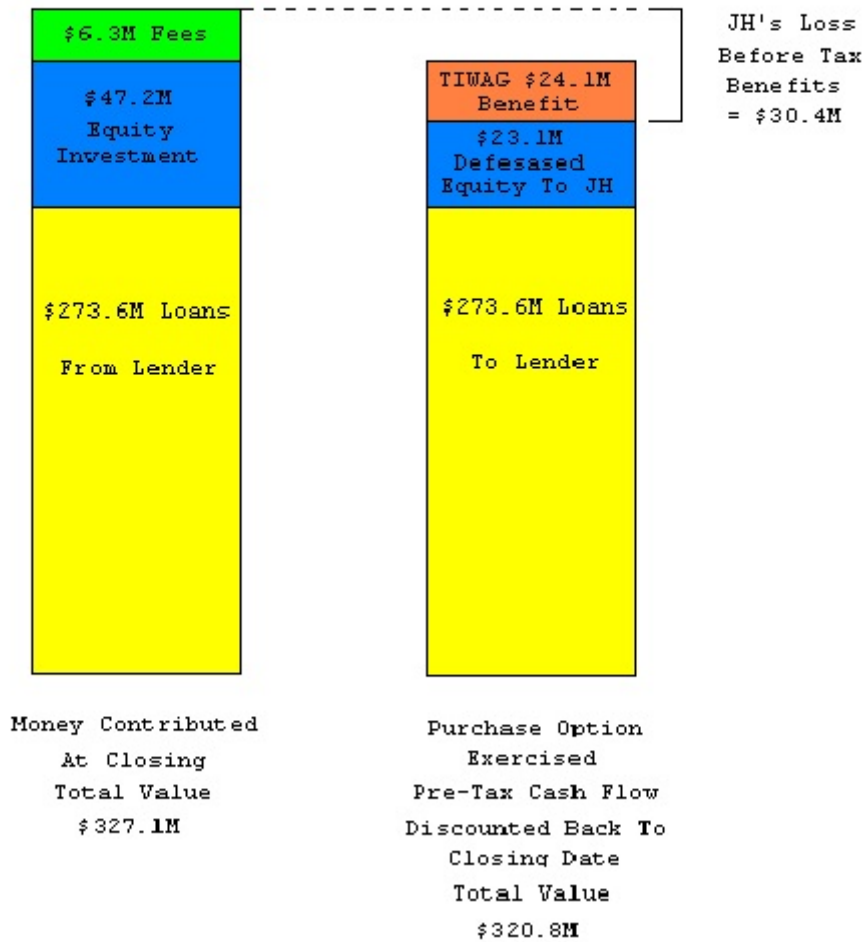 $6.3M Fees
$47.2M
Equity
Investment
$273.6M Loans
From Lender
Money Contributed
At Closing
Total Value
$327.1M
TIWAG $24.1M
Benefit
$23.1M
Defesased
Equity To JH
$273.6M Loans
To Lender
Purchase Option
Exercised
Pre-Tax Cash Flow
Discounted Back To
Closing Date
Total Value
$320.8M
JH's Loss
Before Tax
Benefits
= $30.4M